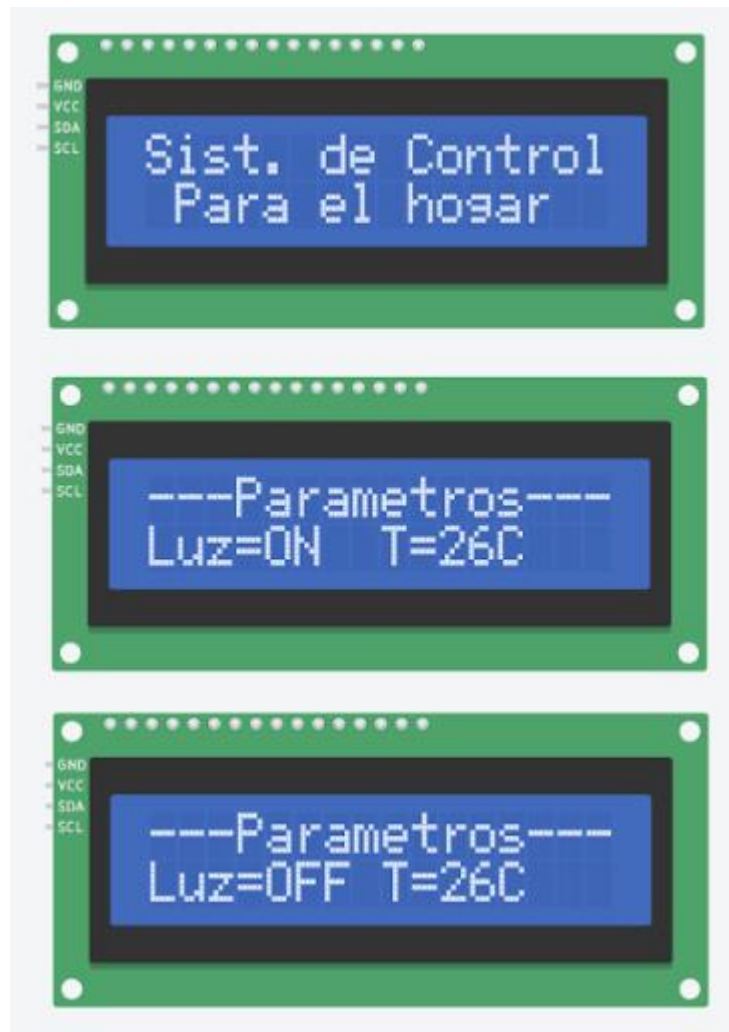 GND
VCC
SDA
SCL
Sist. de Control
Para el hogar
GND
VCC
SDA
SCL
---Parametros---
Luz=ON T=26C
GND
VCC
SDA
SCL
---Parametros---
Luz=OFF T=26C